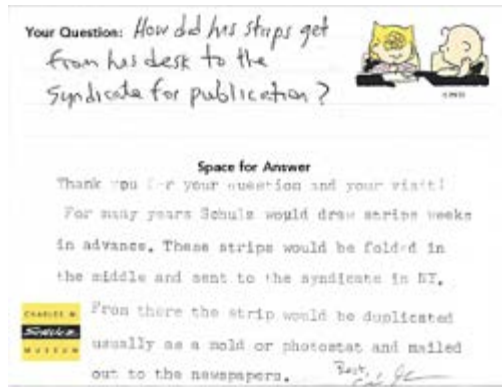 Your Question: How did his strips get
from his desk to the
Syndicate for publication?
Space for Answer
Thank you for your question and your visit!
For many years Schulz would draw strips weeks
in advance. These strips would be folded in
the middle and sent to the syndicate in NY.
From there the strip would be duplicated
usually as a mold or photostat and mailed
out to the newspapers.
Best,
CHARLES M.
SCHULZ
MUSEUM